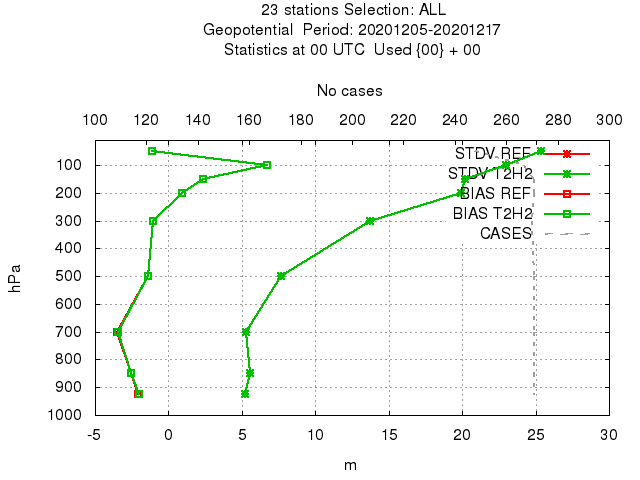 23 stations Selection: ALL
Geopotential  Period: 20201205-20201217
Statistics at 00 UTC  Used {00} + 00
No cases
100 120 140 160 180 200 220 240 260 280 300
STDV REF
STDV T2H2
BIAS REF
BIAS T2H2
CASES
hPa
100
200
300
400
500
600
700
800
900
1000
-5 0 5 10 15 20 25 30
m